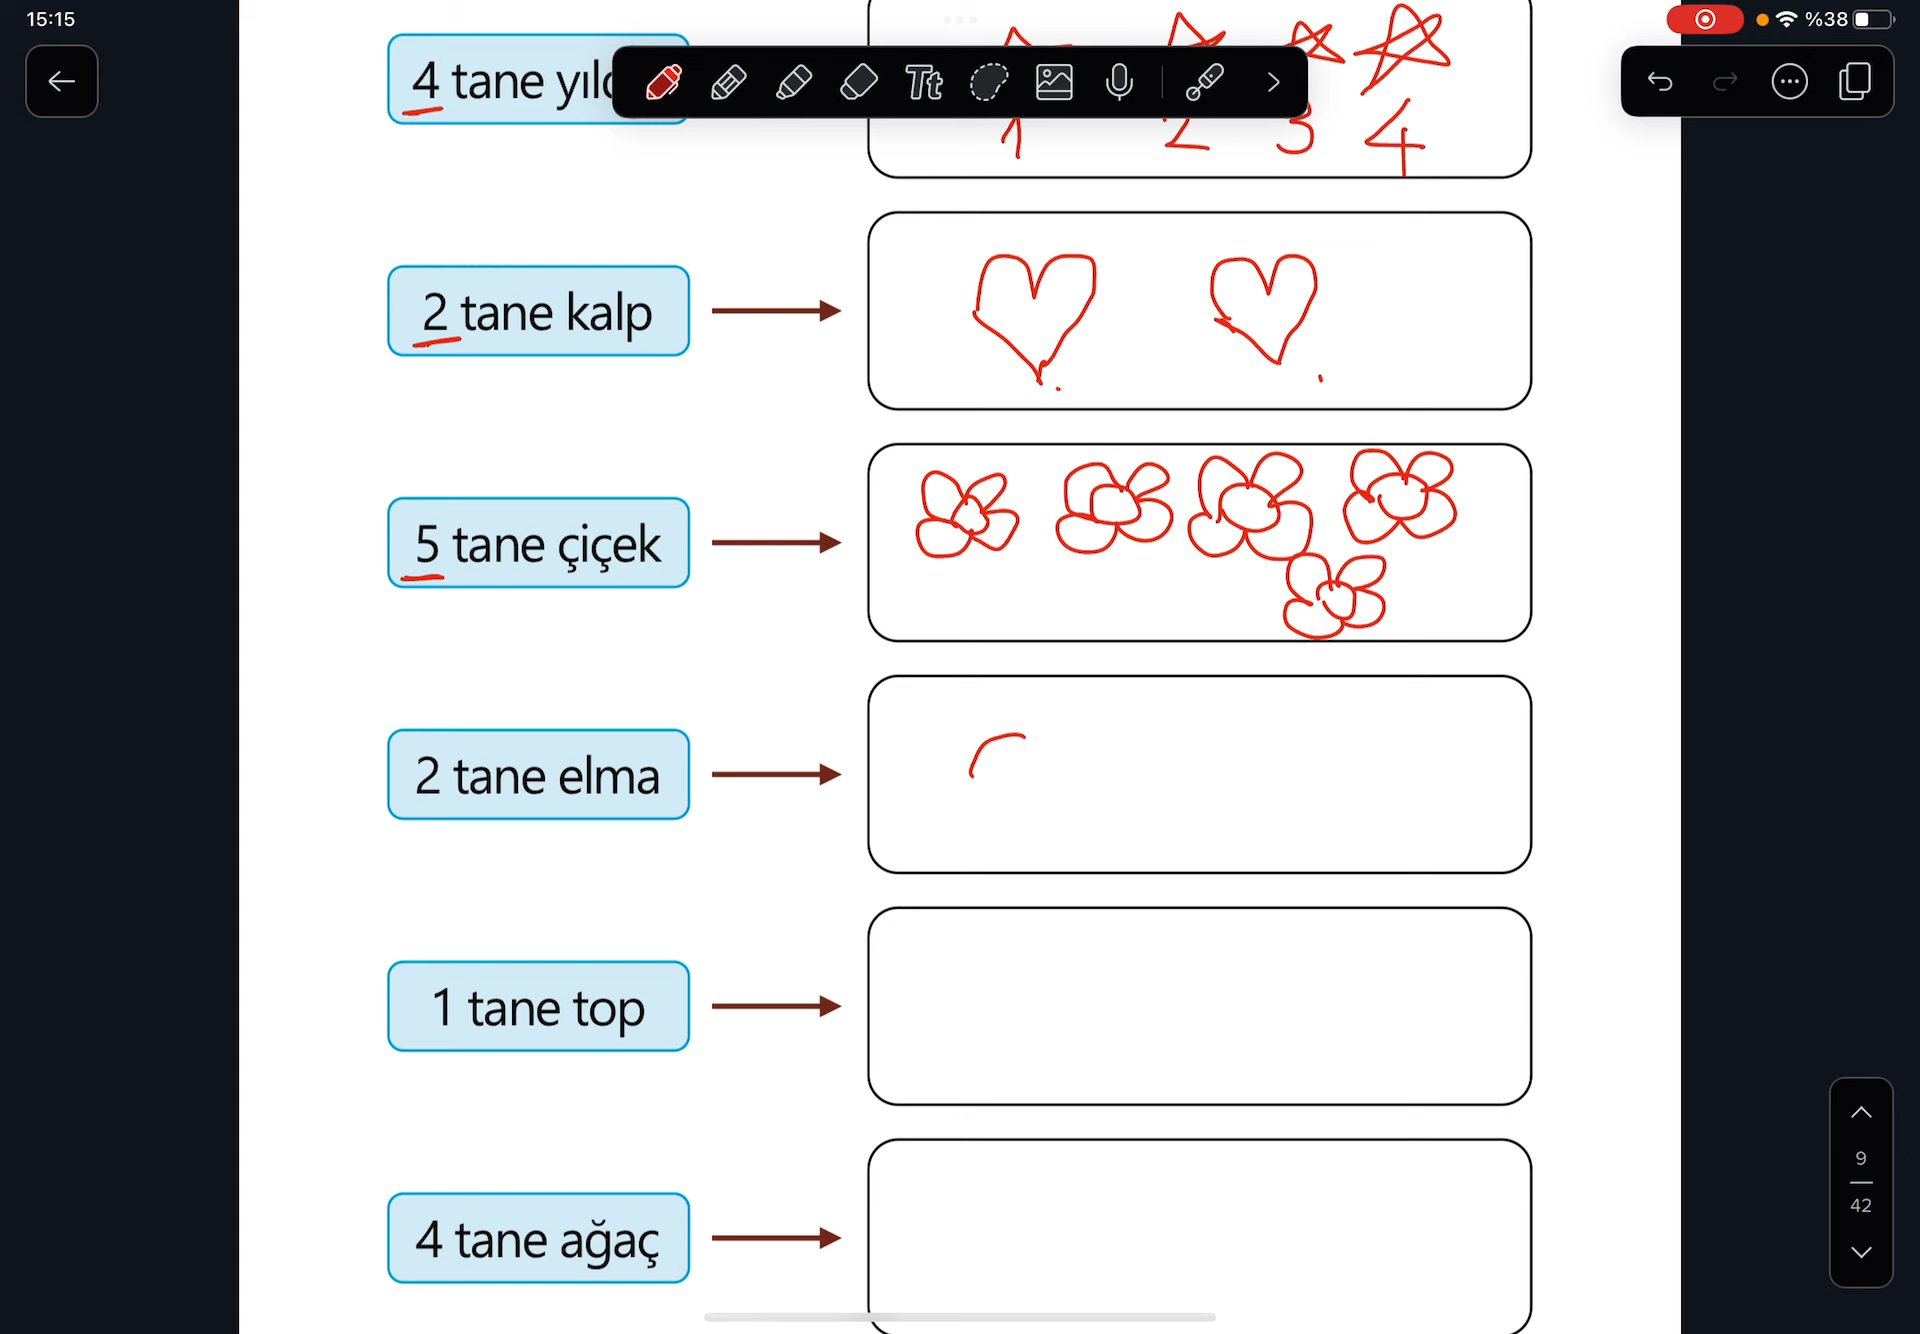 15:15
%38
4 tane yıl
Tt
1 2 3 4
2 tane kalp
5 tane çiçek
2 tane elma
1 tane top
9
42
4 tane ağaç